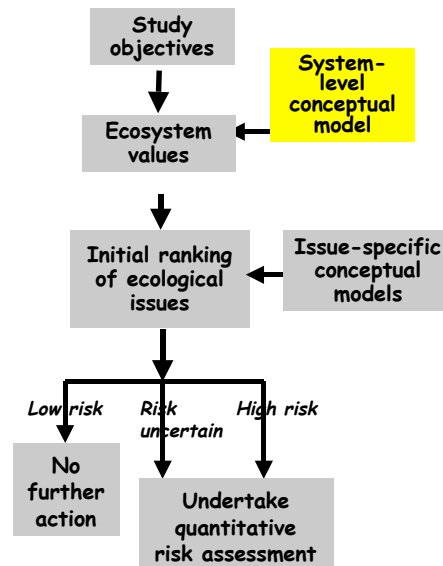 Study
objectives
System-
level
conceptual
model
Ecosystem
values
Initial ranking
of ecological
issues
Issue-specific
conceptual
models
Low risk
Risk
uncertain
High risk
No
further
action
Undertake
quantitative
risk assessment